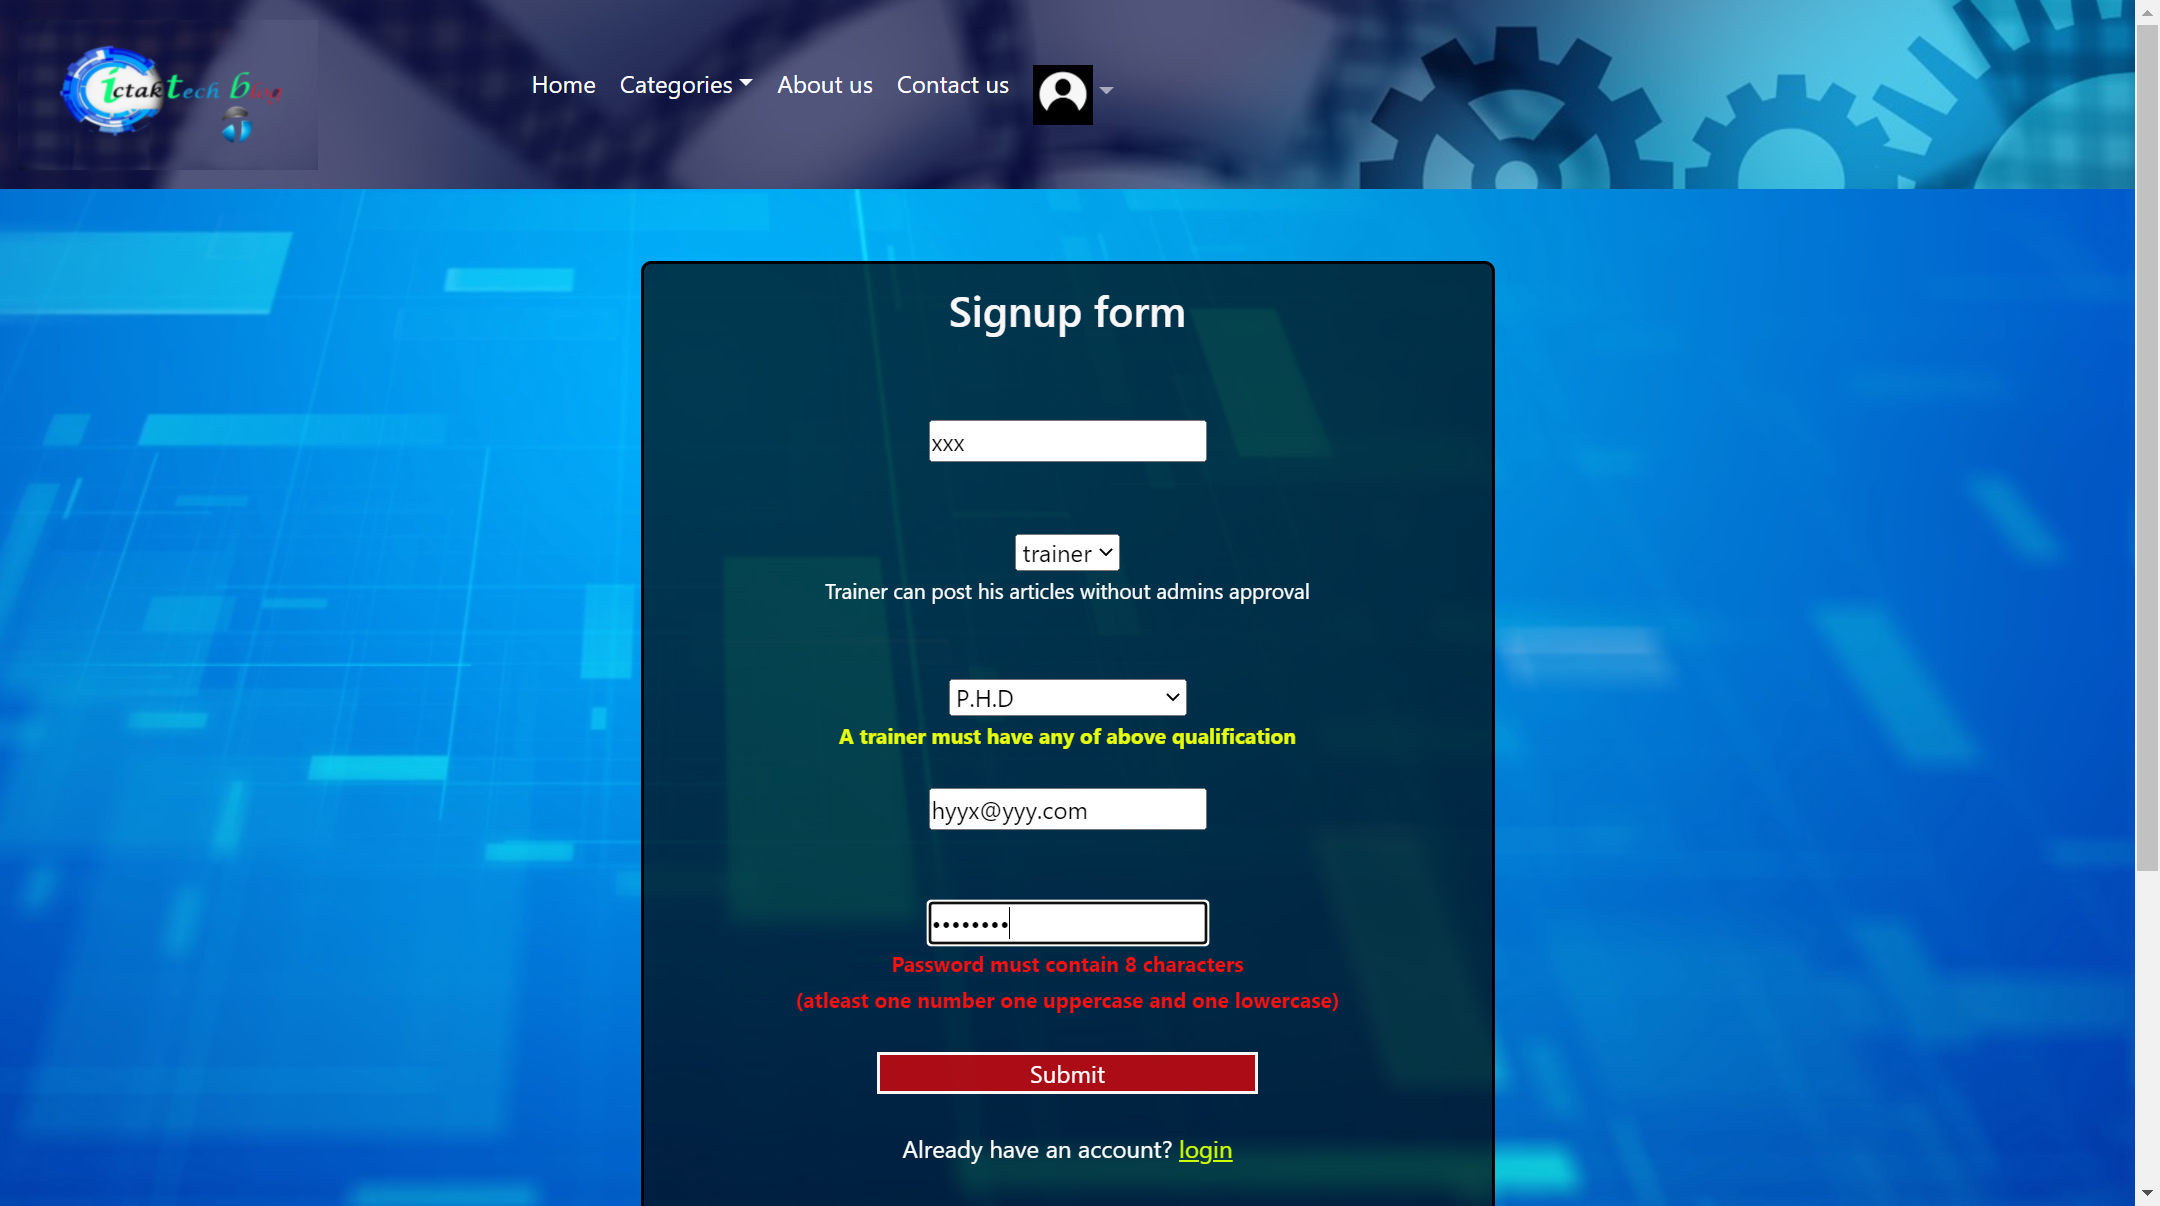 ictaktech blog
Home Categories About us Contact us
Signup form
xxx
trainer
Trainer can post his articles without admins approval
P.H.D
A trainer must have any of above qualification
hyyx@yyy.com
••••••••
Password must contain 8 characters
(atleast one number one uppercase and one lowercase)
Submit
Already have an account? login